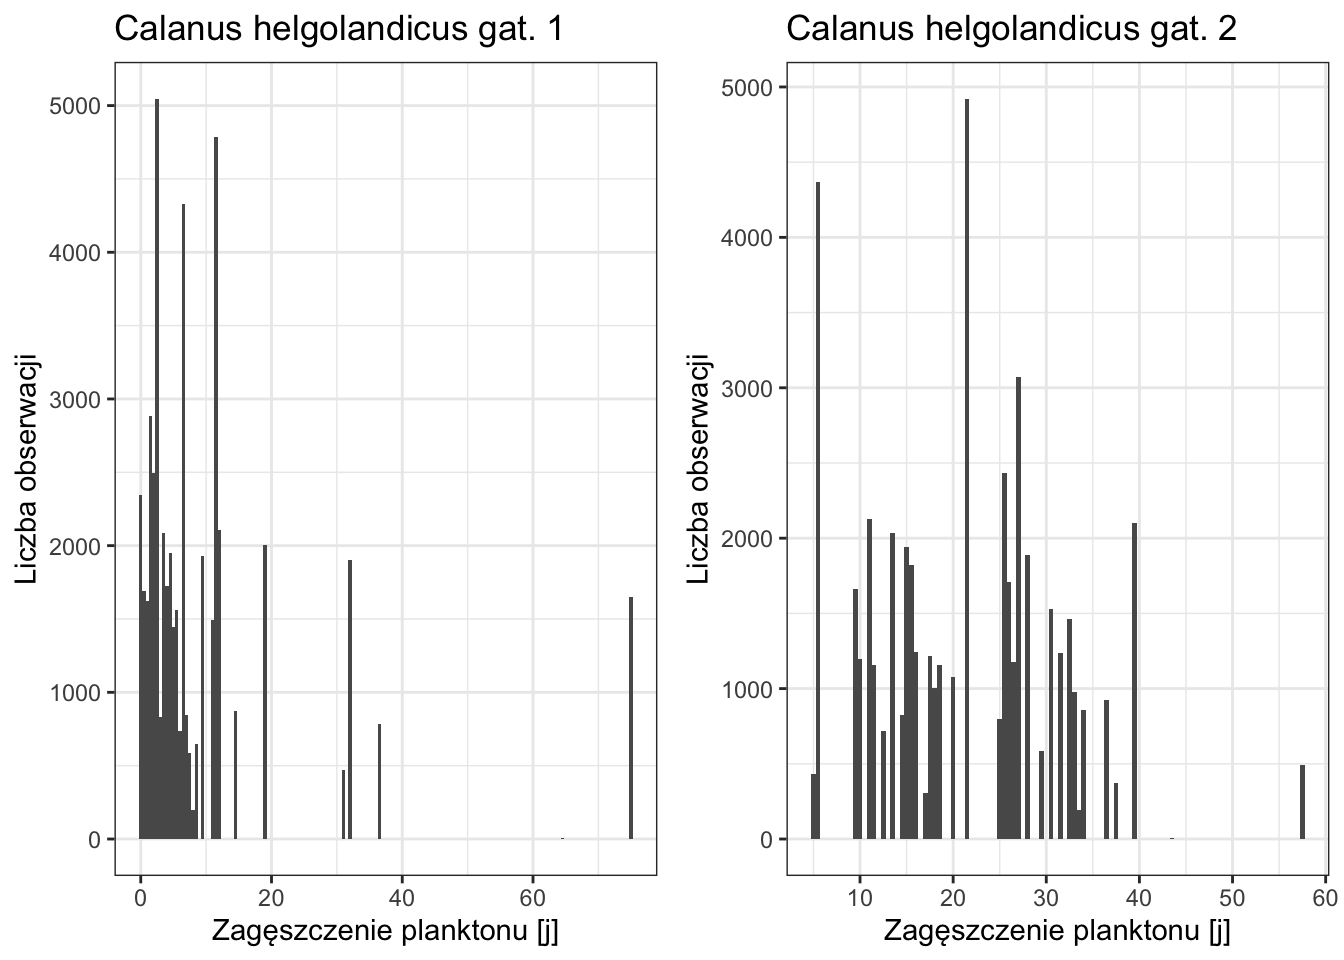 Calanus helgolandicus gat. 1
5000
4000
3000
2000
1000
0
Liczba obserwacji
0 20 40 60
Zagęszczenie planktonu [j]
Calanus helgolandicus gat. 2
5000
4000
3000
2000
1000
0
Liczba obserwacji
10 20 30 40 50 60
Zagęszczenie planktonu [j]